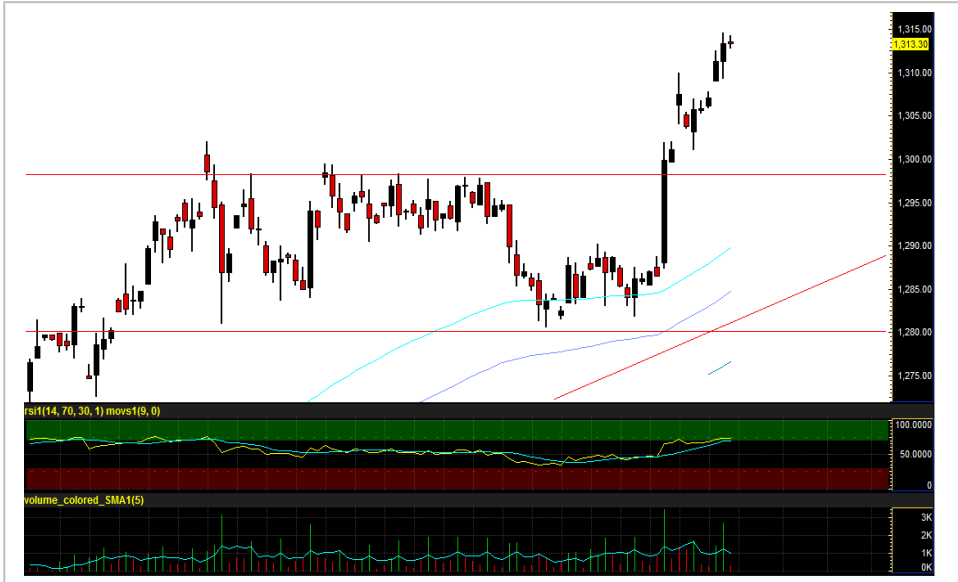 1,315.00
1,313.30
1,310.00
1,305.00
1,300.00
1,295.00
1,290.00
1,285.00
1,280.00
1,275.00
rsi1(14, 70, 30, 1) movs1(9, 0)
100.0000
50.0000
0
volume_colored_SMA1(5)
3K
2K
1K
0K